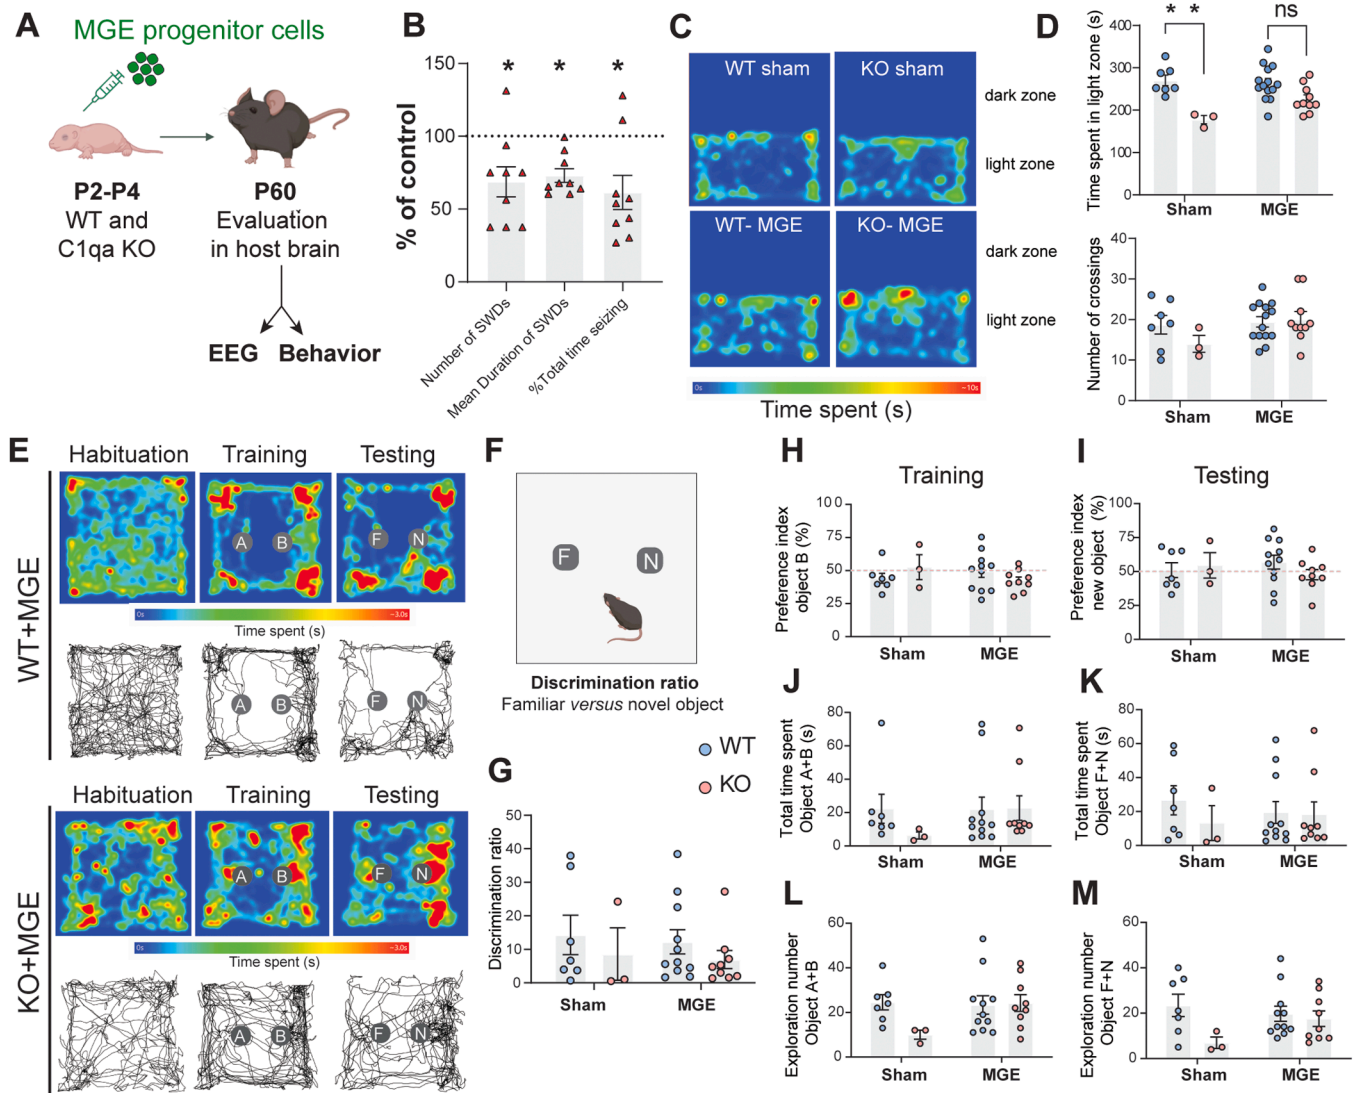 A
MGE progenitor cells
P2-P4
WT and
C1qa KO
P60
Evaluation
in host brain
EEG
Behavior
B
% of control
150
100
50
0
*
*
*
Number of SWDs
Mean Duration of SWDs
%Total time seizing
C
WT sham
KO sham
dark zone
light zone
WT- MGE
KO- MGE
dark zone
light zone
0s
~10s
Time spent (s)
D
Time spent in light zone (s)
400
300
200
100
0
* *
ns
Sham
MGE
Number of crossings
40
30
20
10
0
Sham
MGE
E
WT+MGE
Habituation
Training
Testing
A
B
F
N
0s
~3.0s
Time spent (s)
A
B
F
N
KO+MGE
Habituation
Training
Testing
A
B
F
N
0s
~3.0s
Time spent (s)
A
B
F
N
F
F
N
Discrimination ratio
Familiar versus novel object
WT
KO
G
Discrimination ratio
50
40
30
20
10
0
Sham
MGE
H
Training
Preference index
object B (%)
100
75
50
25
0
Sham
MGE
I
Testing
Preference index
new object (%)
100
75
50
25
0
Sham
MGE
J
Total time spent
Object A+B (s)
80
60
40
20
0
Sham
MGE
K
Total time spent
Object F+N (s)
80
60
40
20
0
Sham
MGE
L
Exploration number
Object A+B
60
40
20
0
Sham
MGE
M
Exploration number
Object F+N
60
40
20
0
Sham
MGE